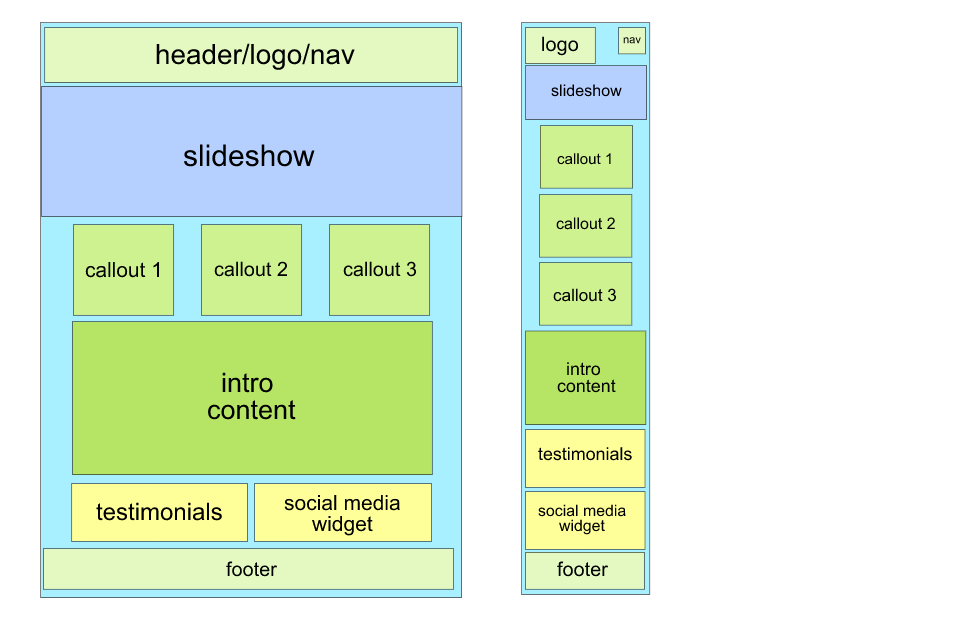 header/logo/nav
slideshow
callout 1
callout 2
callout 3
intro
content
testimonials
social media
widget
footer
logo
nav
slideshow
callout 1
callout 2
callout 3
intro
content
testimonials
social media
widget
footer